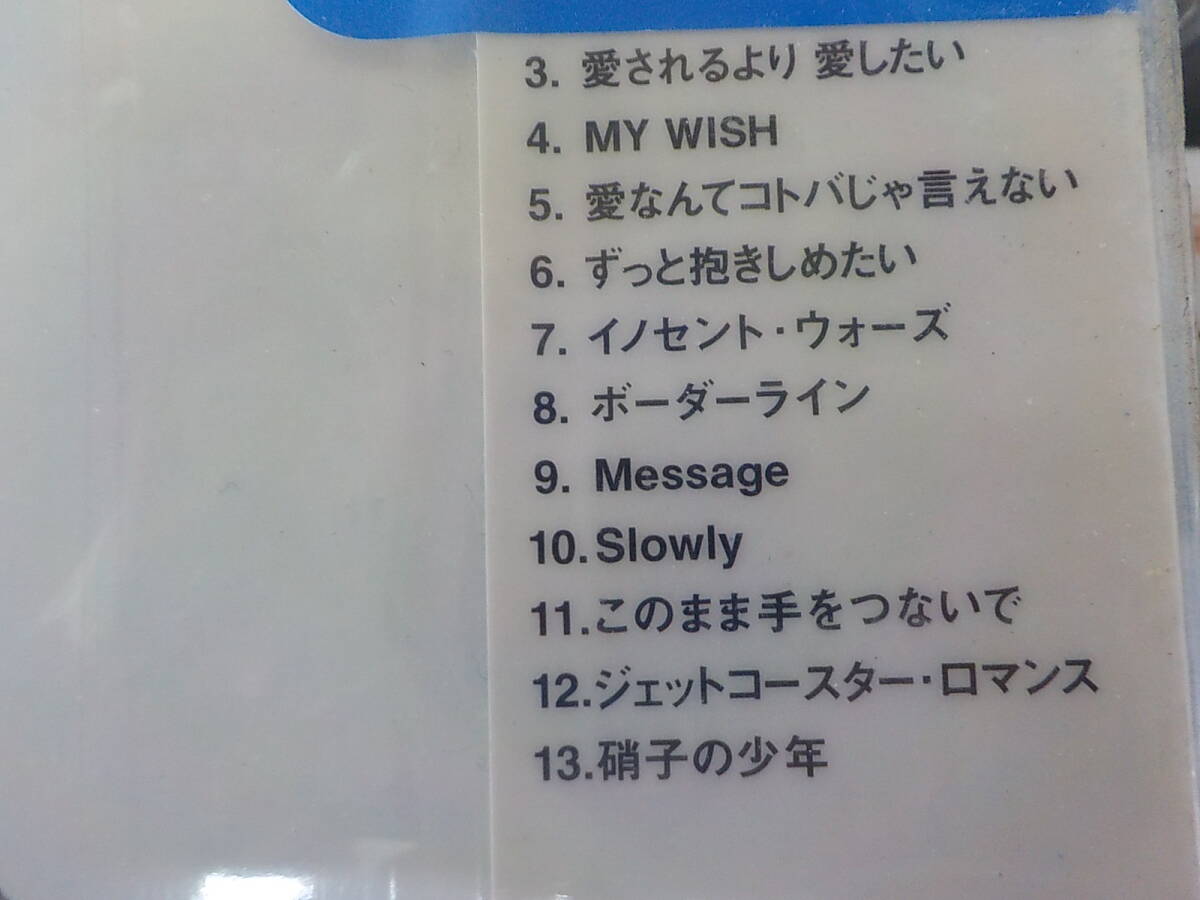 3. 愛されるより 愛したい
4. MY WISH
5. 愛なんてコトバじゃ言えない
6. ずっと抱きしめたい
7. イノセント・ウォーズ
8. ボーダーライン
9. Message
10.Slowly
11.このまま手をつないで
12.ジェットコースター・ロマンス
13.硝子の少年